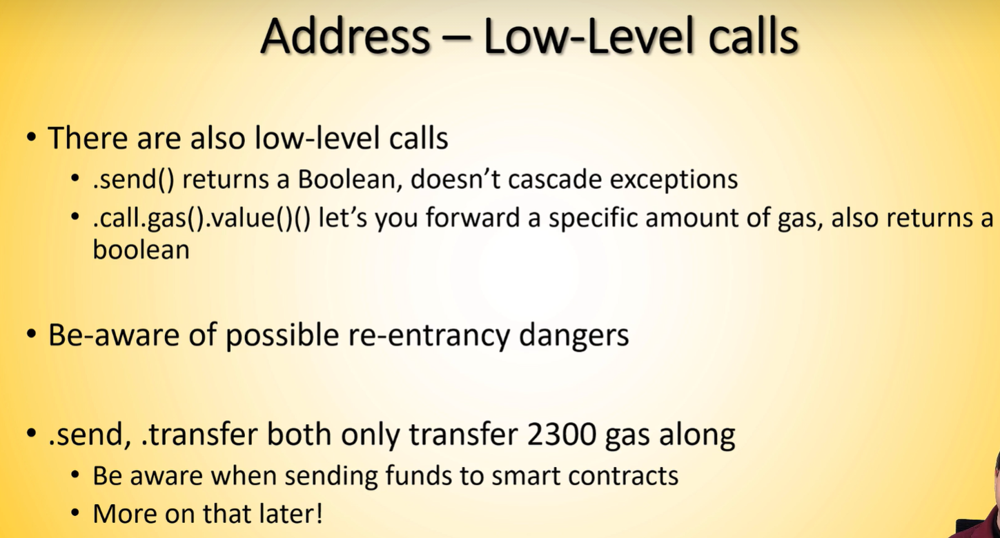 Address – Low-Level calls
• There are also low-level calls
• .send() returns a Boolean, doesn’t cascade exceptions
• .call.gas().value()() let’s you forward a specific amount of gas, also returns a
boolean
• Be-aware of possible re-entrancy dangers
• .send, .transfer both only transfer 2300 gas along
• Be aware when sending funds to smart contracts
• More on that later!